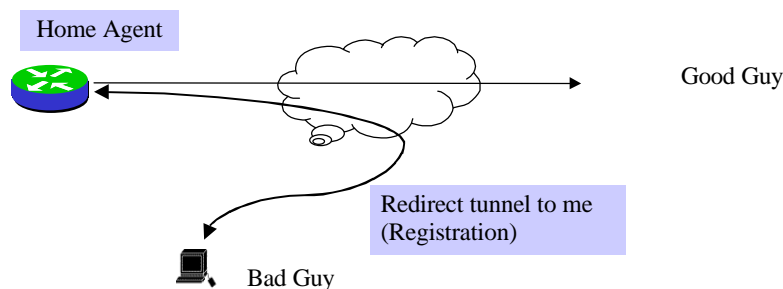 Home Agent
Good Guy
Redirect tunnel to me
(Registration)
Bad Guy